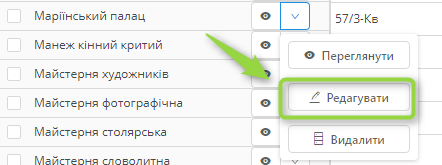 Маріїнський палац 57/3-Кв
Манеж кінний критий
Переглянути
Майстерня художників
Майстерня фотографічна
Редагувати
Майстерня столярська
Видалити
Майстерня словолитна